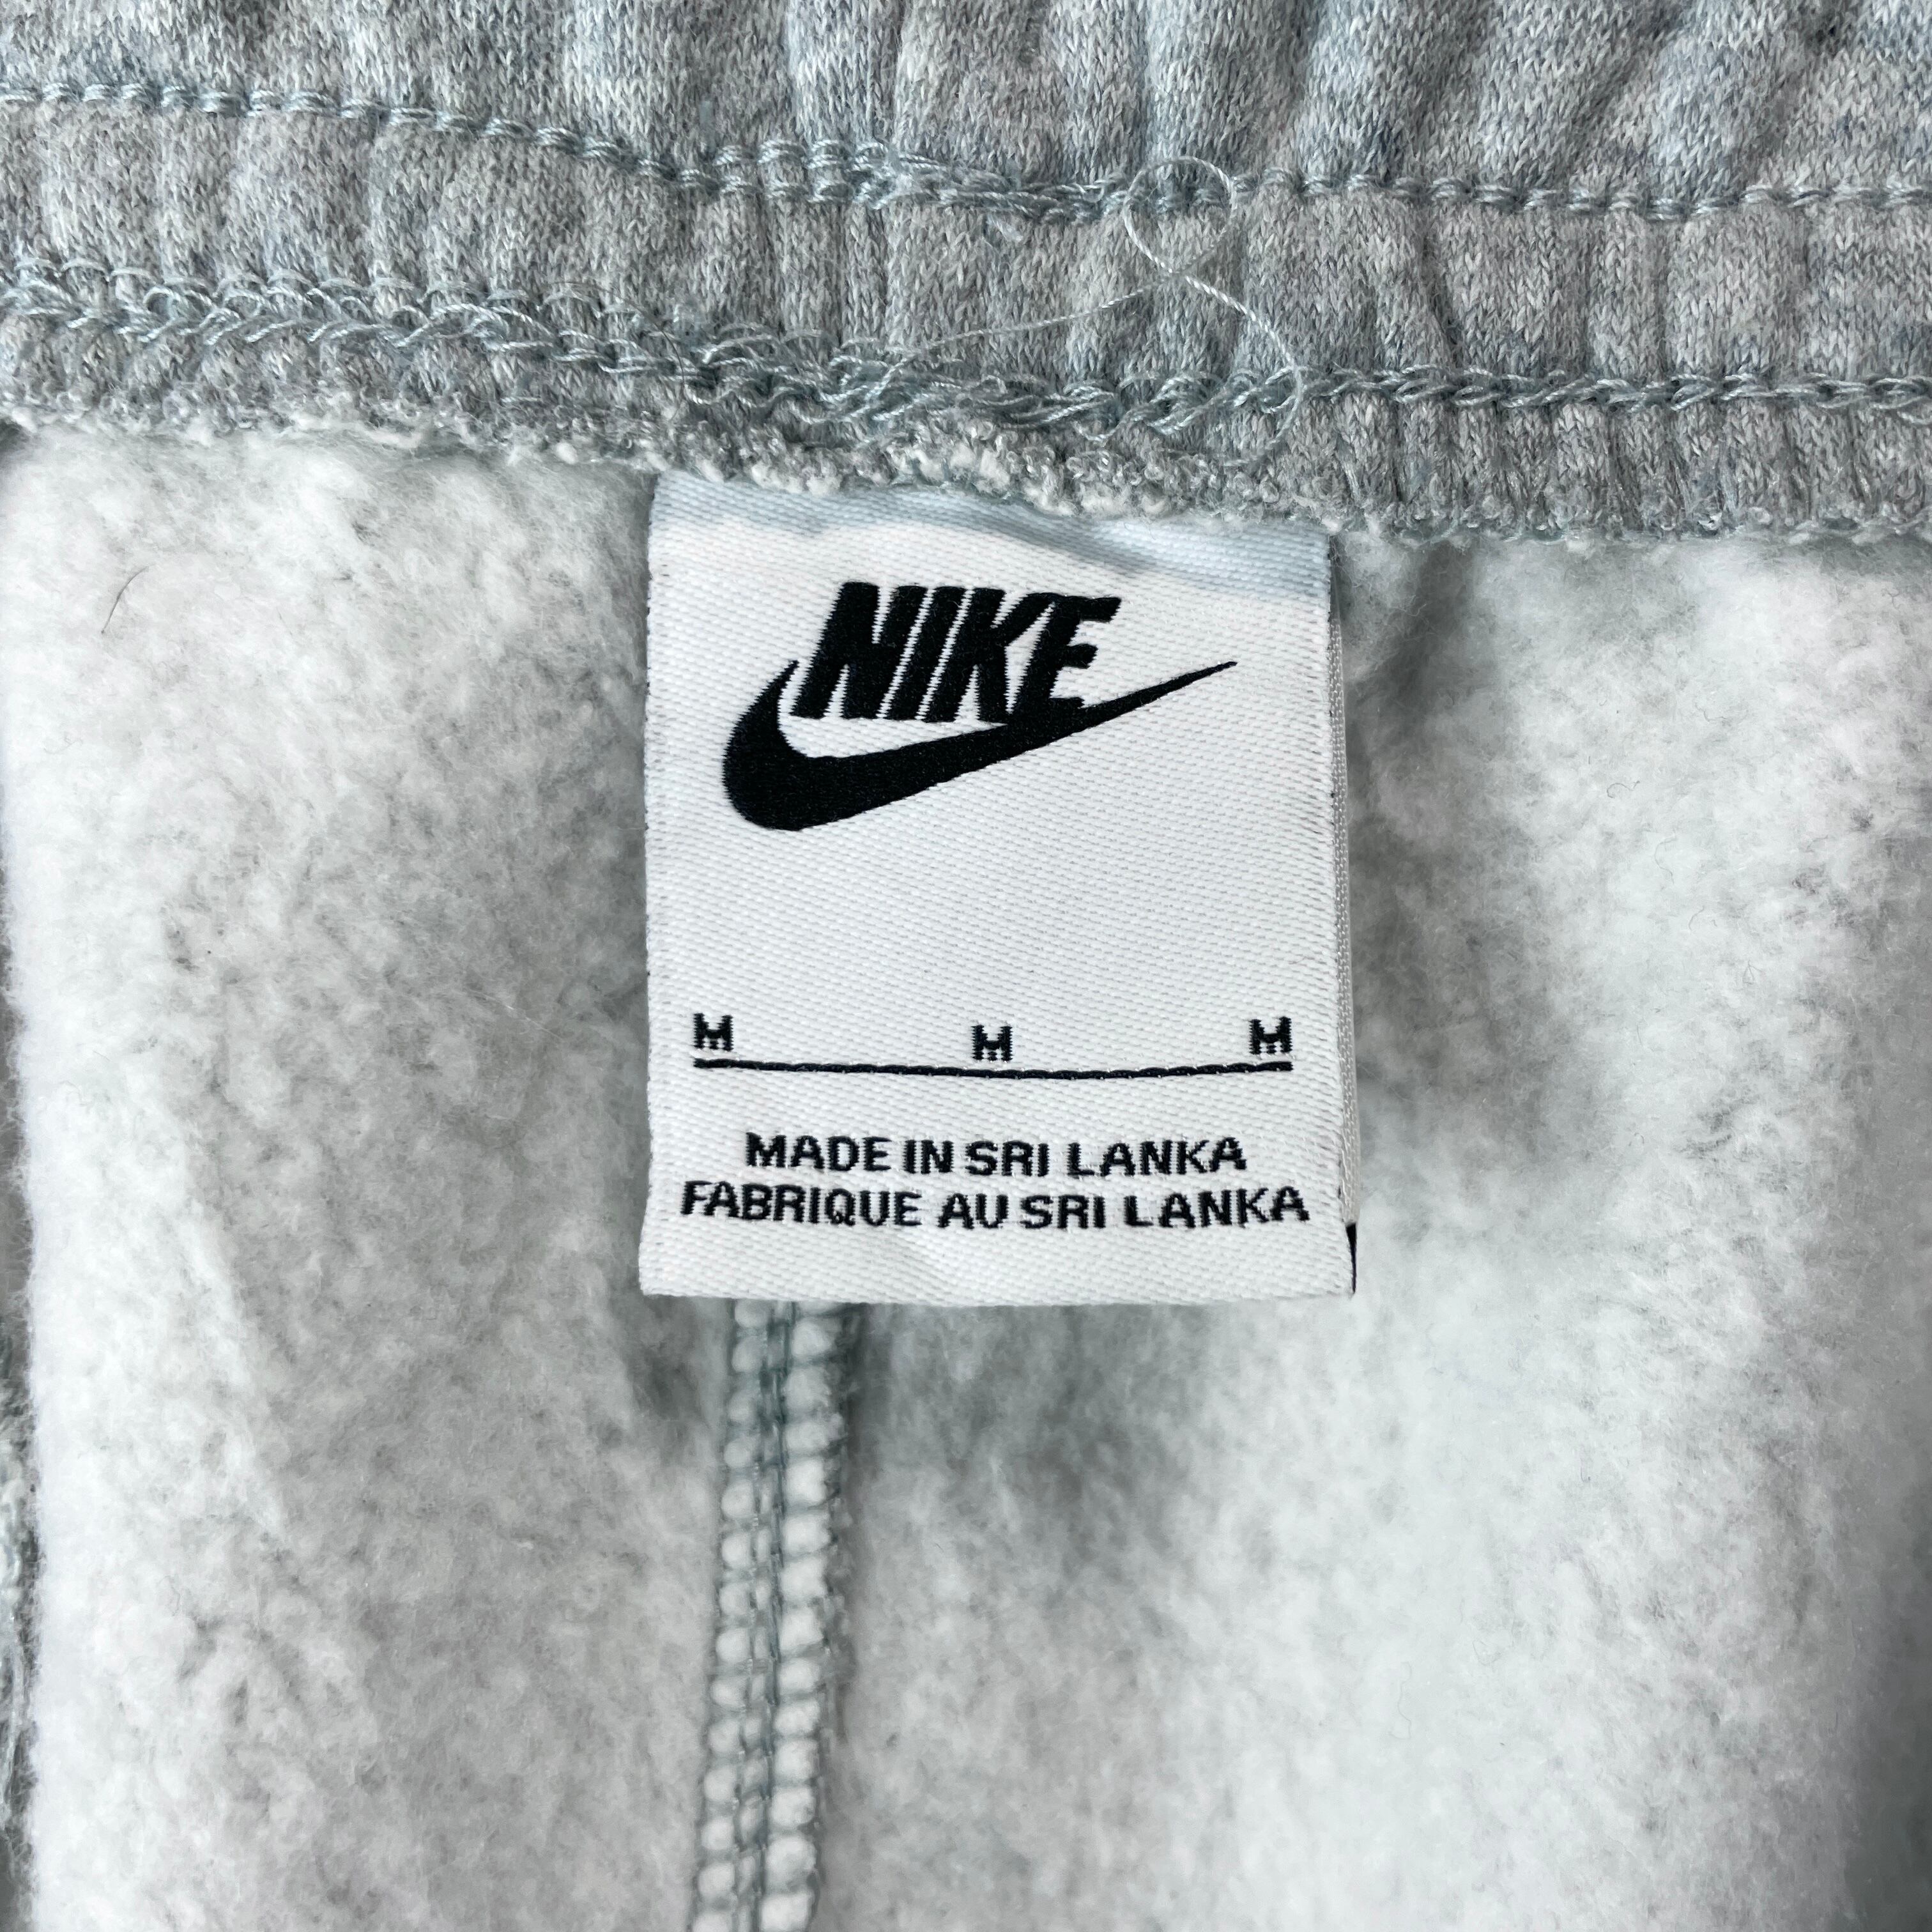 NIKE
M M M
MADE IN SRI LANKA
FABRIQUE AU SRI LANKA